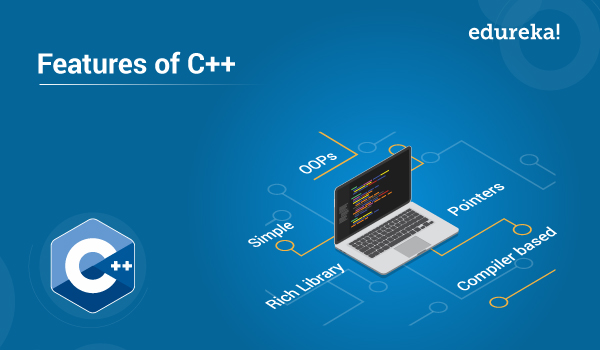 edureka!
Features of C++
OOPs
Pointers
Simple
Compiler based
Rich Library
C++